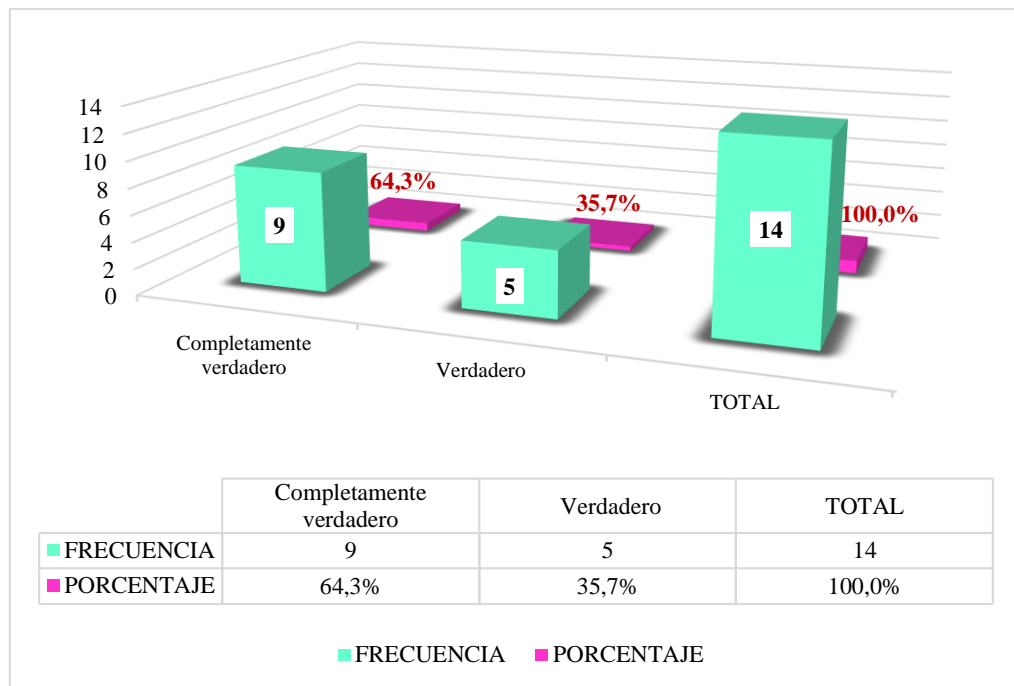 14
12
10
8
6
4
2
0
9
64,3%
5
35,7%
14
100,0%
Completamente
verdadero
Verdadero
TOTAL
Completamente
verdadero
Verdadero
TOTAL
FRECUENCIA 9 5 14
PORCENTAJE 64,3% 35,7% 100,0%
FRECUENCIA PORCENTAJE